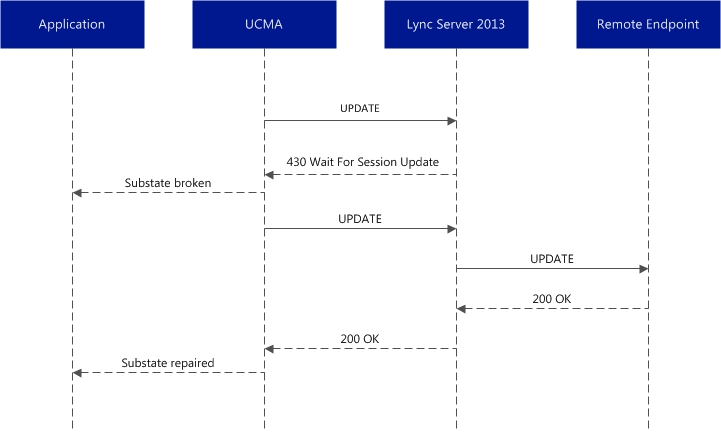 Application
UCMA
Lync Server 2013
Remote Endpoint
UPDATE
430 Wait For Session Update
Substate broken
UPDATE
UPDATE
200 OK
200 OK
Substate repaired